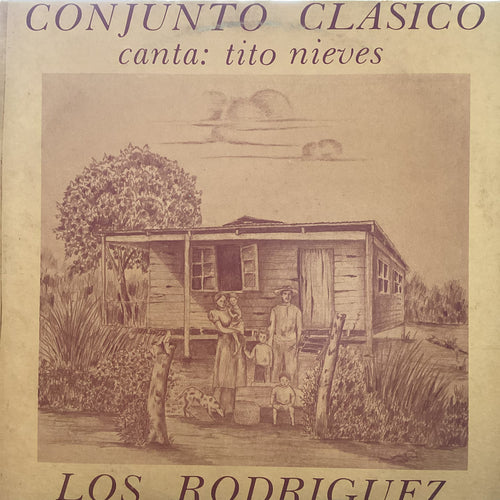 CONJUNTO CLASICO
canta: tito nieves
LOS RODRIGUEZ